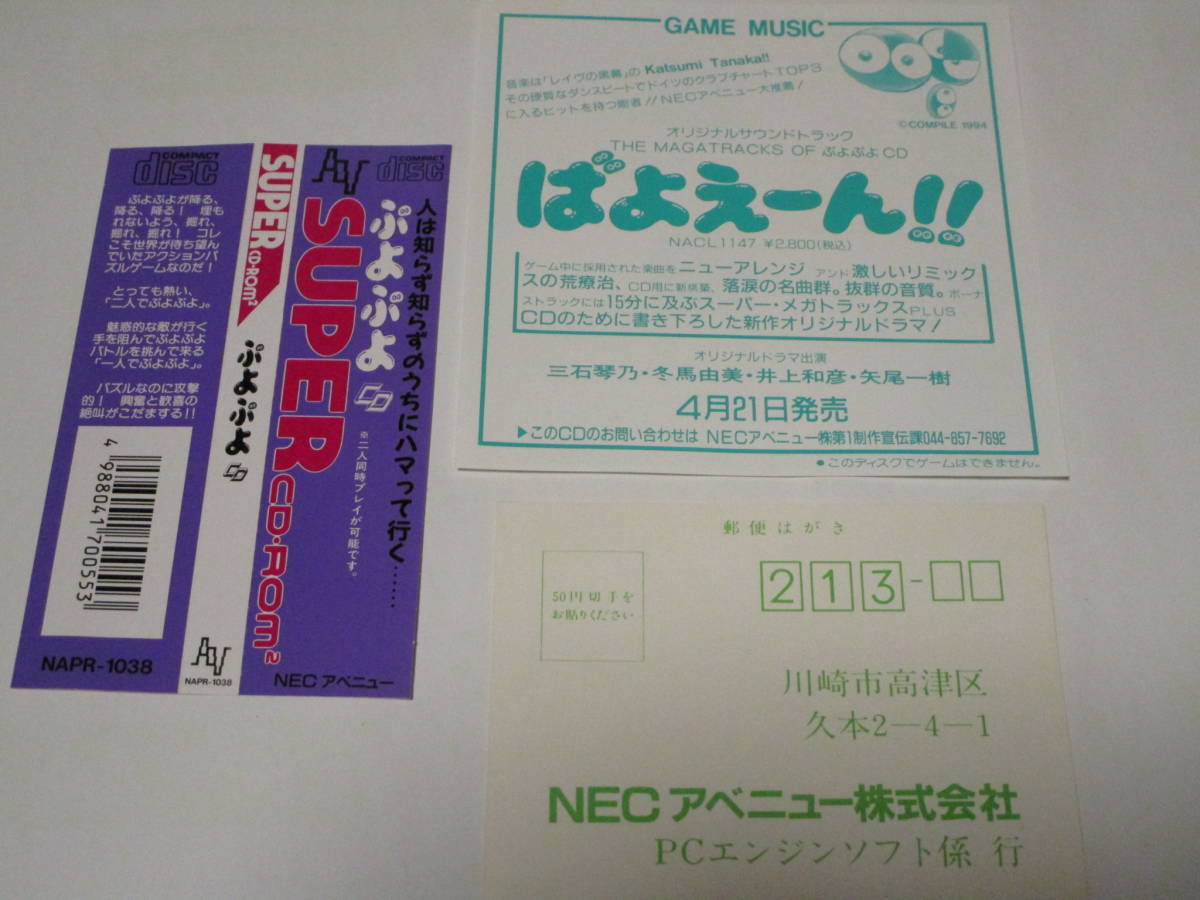 COMPACT
disc
ぷよぷよが降る、
降る、降る！ 埋も
れないよう、掘れ、
掘れ、掘れ！ コレ
こそ世界が待ち望ん
でいたアクションパ
ズルゲームなのだ！
とっても熱い、
「二人でぷよぷよ」。
魅惑的な敵が行く
手を阻んでぷよぷよ
バトルを挑んで来る
「一人でぷよぷよ」。
パズルなのに攻撃
的！ 興奮と歓喜の
絶叫がこだまする！！
4988041700553
NAPR-1038
SUPER CD-ROM²
ぷよぷよ CD
NAPR-1038
COMPACT
disc
人は知らず知らずのうちにハマって行く……
ぷよぷよ CD
※二人同時プレイが可能です。
SUPER CD-ROM²
NEC アベニュー
GAME MUSIC
音楽は「レイヴの黒幕」の Katsumi Tanaka!!
その硬質なダンスビートでドイツのクラブチャートTOP3
に入るヒットを持つ剛者!! NECアベニュー大推薦!
©COMPILE 1994
オリジナルサウンドトラック
THE MAGATRACKS OF ぷよぷよ CD
ばよえーん!!
NACL1147 ¥2,800(税込)
ゲーム中に採用された楽曲を ニューアレンジ アンド 激しいリミック
スの荒療治、CD用に新構築、落涙の名曲群。抜群の音質。ボーナ
ストラックには15分に及ぶスーパー・メガトラックスPLUS
CDのために書き下ろした新作オリジナルドラマ!
オリジナルドラマ出演
三石琴乃・冬馬由美・井上和彦・矢尾一樹
4月21日発売
▶このCDのお問い合わせは NECアベニュー㈱第1制作宣伝課044-857-7692
●このディスクでゲームはできません。
郵便はがき
50円切手を
お貼りください
213-□□
川崎市高津区
久本2—4—1
NEC アベニュー株式会社
PCエンジンソフト係 行